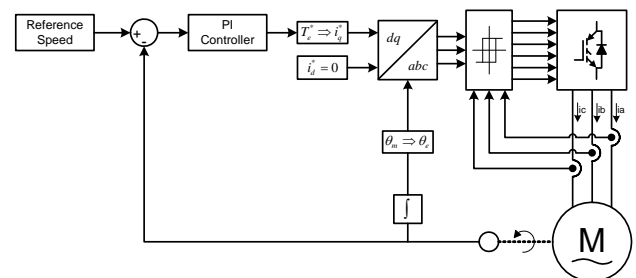 Reference
Speed
+
-
PI
Controller
T*e ⇒ i*q
i*d = 0
dq
abc
θm ⇒ θe
∫
ic
ib
ia
M